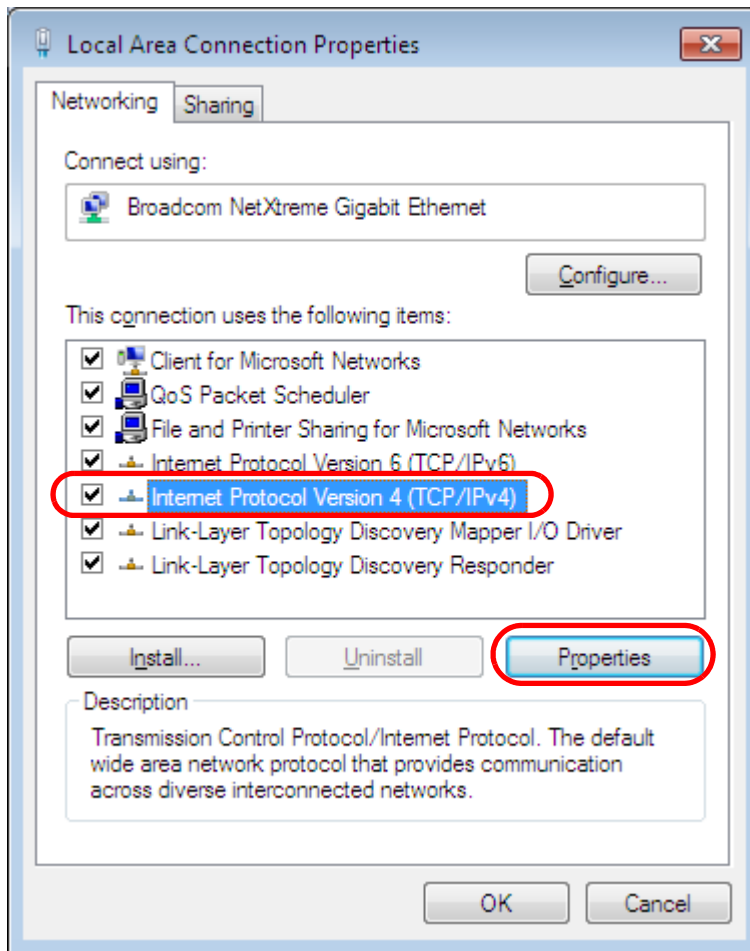 Local Area Connection Properties
Networking
Sharing
Connect using:
Broadcom NetXtreme Gigabit Ethernet
Configure...
This connection uses the following items:
Client for Microsoft Networks
QoS Packet Scheduler
File and Printer Sharing for Microsoft Networks
Internet Protocol Version 6 (TCP/IPv6)
Internet Protocol Version 4 (TCP/IPv4)
Link-Layer Topology Discovery Mapper I/O Driver
Link-Layer Topology Discovery Responder
Install...
Uninstall
Properties
Description
Transmission Control Protocol/Internet Protocol. The default
wide area network protocol that provides communication
across diverse interconnected networks.
OK
Cancel